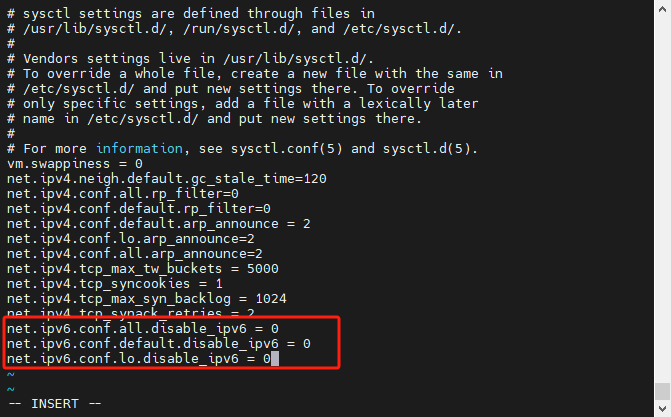 # sysctl settings are defined through files in
# /usr/lib/sysctl.d/, /run/sysctl.d/, and /etc/sysctl.d/.
#
# Vendors settings live in /usr/lib/sysctl.d/.
# To override a whole file, create a new file with the same in
# /etc/sysctl.d/ and put new settings there. To override
# only specific settings, add a file with a lexically later
# name in /etc/sysctl.d/ and put new settings there.
#
# For more information, see sysctl.conf(5) and sysctl.d(5).
vm.swappiness = 0
net.ipv4.neigh.default.gc_stale_time=120
net.ipv4.conf.all.rp_filter=0
net.ipv4.conf.default.rp_filter=0
net.ipv4.conf.default.arp_announce = 2
net.ipv4.conf.lo.arp_announce=2
net.ipv4.conf.all.arp_announce=2
net.ipv4.tcp_max_tw_buckets = 5000
net.ipv4.tcp_syncookies = 1
net.ipv4.tcp_max_syn_backlog = 1024
net.ipv4.tcp_synack_retries = 2
net.ipv6.conf.all.disable_ipv6 = 0
net.ipv6.conf.default.disable_ipv6 = 0
net.ipv6.conf.lo.disable_ipv6 = 0
~
~
-- INSERT --